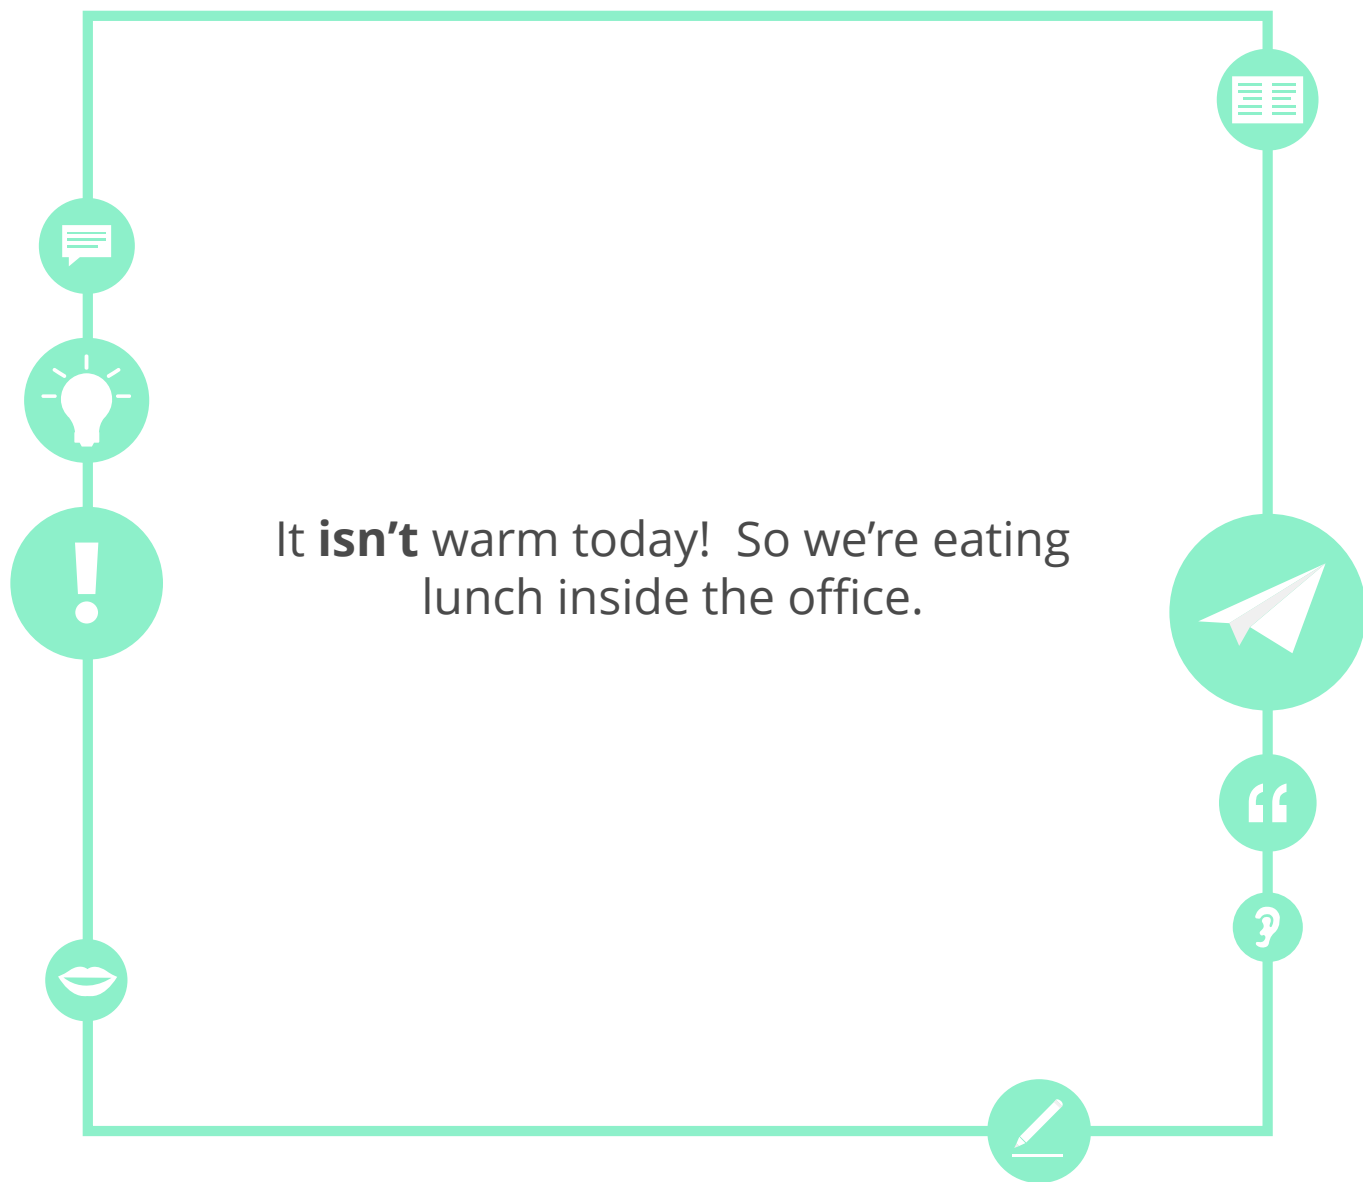 It isn’t warm today!  So we’re eating
lunch inside the office.